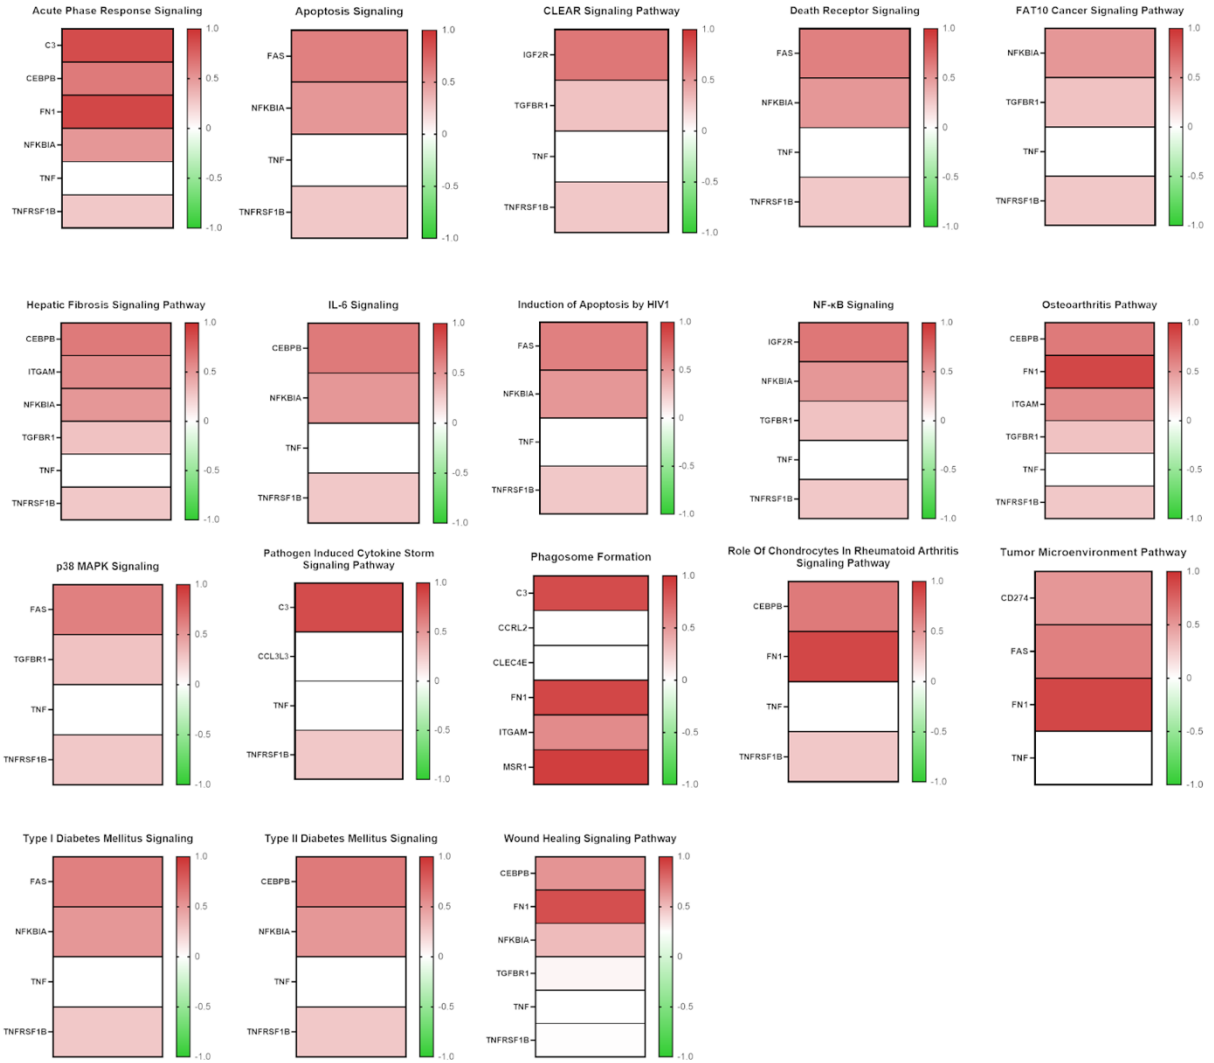 Acute Phase Response Signaling
C3
CEBPB
FN1
NFKBIA
TNF
TNFRSF1B
1.0
0.5
0
-0.5
-1.0
Apoptosis Signaling
FAS
NFKBIA
TNF
TNFRSF1B
1.0
0.5
0
-0.5
-1.0
CLEAR Signaling Pathway
IGF2R
TGFBR1
TNF
TNFRSF1B
1.0
0.5
0
-0.5
-1.0
Death Receptor Signaling
FAS
NFKBIA
TNF
TNFRSF1B
1.0
0.5
0
-0.5
-1.0
FAT10 Cancer Signaling Pathway
NFKBIA
TGFBR1
TNF
TNFRSF1B
1.0
0.5
0
-0.5
-1.0
Hepatic Fibrosis Signaling Pathway
CEBPB
ITGAM
NFKBIA
TGFBR1
TNF
TNFRSF1B
1.0
0.5
0
-0.5
-1.0
IL-6 Signaling
CEBPB
NFKBIA
TNF
TNFRSF1B
1.0
0.5
0
-0.5
-1.0
Induction of Apoptosis by HIV1
FAS
NFKBIA
TNF
TNFRSF1B
1.0
0.5
0
-0.5
-1.0
NF-κB Signaling
IGF2R
NFKBIA
TGFBR1
TNF
TNFRSF1B
1.0
0.5
0
-0.5
-1.0
Osteoarthritis Pathway
CEBPB
FN1
ITGAM
TGFBR1
TNF
TNFRSF1B
1.0
0.5
0
-0.5
-1.0
p38 MAPK Signaling
FAS
TGFBR1
TNF
TNFRSF1B
1.0
0.5
0
-0.5
-1.0
Pathogen Induced Cytokine Storm
Signaling Pathway
C3
CCL3L3
TNF
TNFRSF1B
1.0
0.5
0
-0.5
-1.0
Phagosome Formation
C3
CCRL2
CLEC4E
FN1
ITGAM
MSR1
1.0
0.5
0
-0.5
-1.0
Role Of Chondrocytes In Rheumatoid Arthritis
Signaling Pathway
CEBPB
FN1
TNF
TNFRSF1B
1.0
0.5
0
-0.5
-1.0
Tumor Microenvironment Pathway
CD274
FAS
FN1
TNF
1.0
0.5
0
-0.5
-1.0
Type I Diabetes Mellitus Signaling
FAS
NFKBIA
TNF
TNFRSF1B
1.0
0.5
0
-0.5
-1.0
Type II Diabetes Mellitus Signaling
CEBPB
NFKBIA
TNF
TNFRSF1B
1.0
0.5
0
-0.5
-1.0
Wound Healing Signaling Pathway
CEBPB
FN1
NFKBIA
TGFBR1
TNF
TNFRSF1B
1.0
0.5
0
-0.5
-1.0